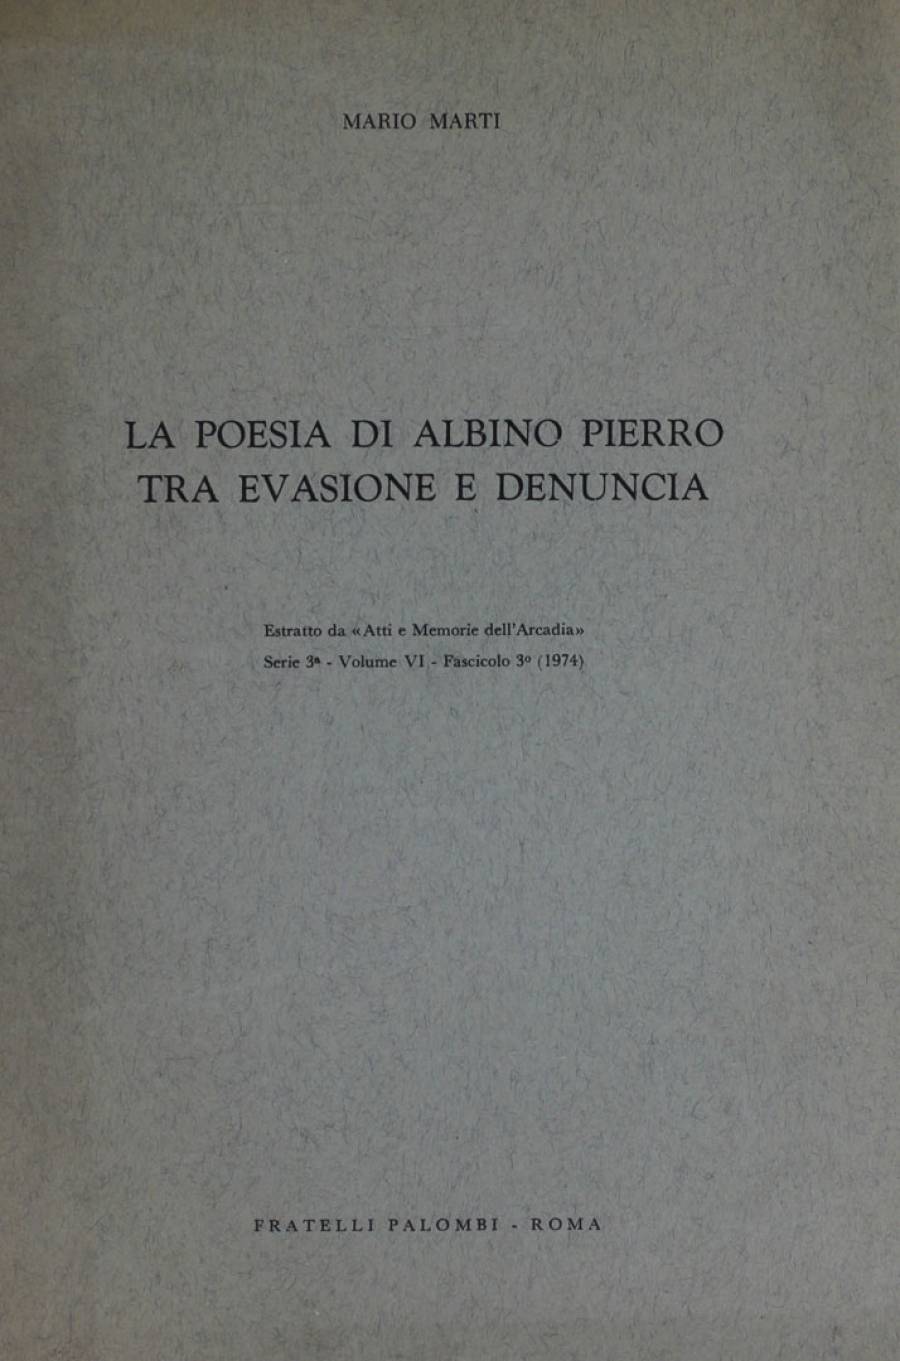 MARIO MARTI
LA POESIA DI ALBINO PIERRO
TRA EVASIONE E DENUNCIA
Estratto da «Atti e Memorie dell'Arcadia»
Serie 3ª - Volume VI - Fascicolo 3º (1974)
FRATELLI PALOMBI - ROMA